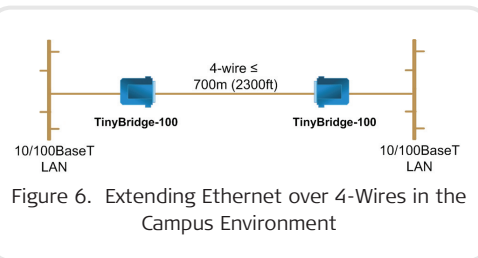 4-wire ≤
700m (2300ft)
TinyBridge-100
TinyBridge-100
10/100BaseT
LAN
10/100BaseT
LAN
Figure 6. Extending Ethernet over 4-Wires in the
Campus Environment